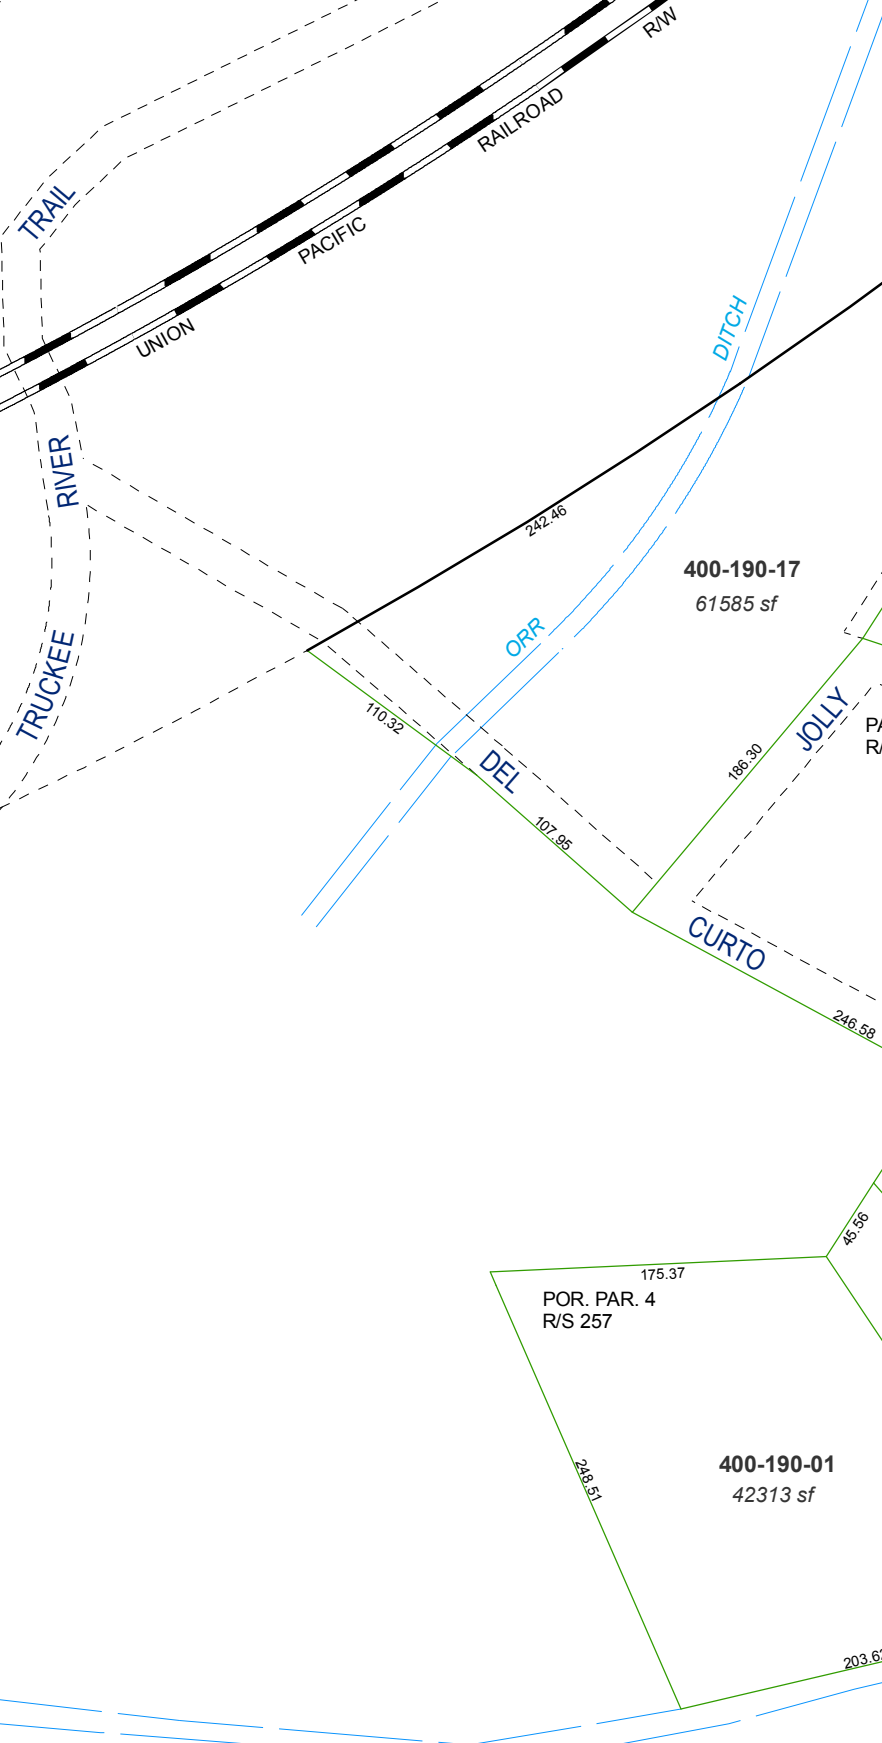 R/W
RAILROAD
PACIFIC
UNION
TRAIL
RIVER
TRUCKEE
DITCH
ORR
242.46
400-190-17
61585 sf
110.32
DEL
JOLLY
186.30
107.95
CURTO
246.58
45.56
175.37
POR. PAR. 4
R/S 257
248.51
400-190-01
42313 sf